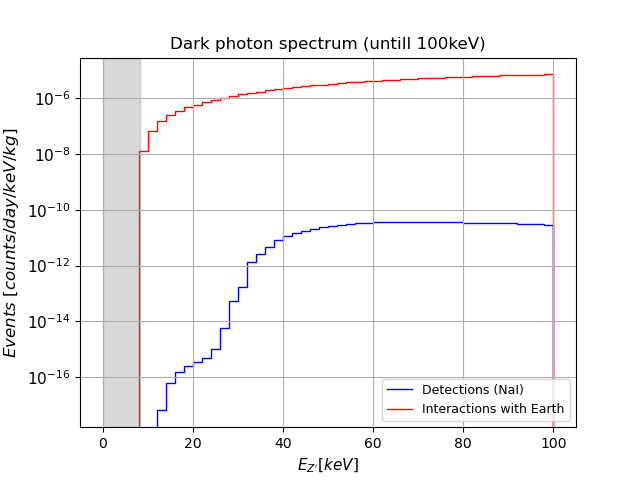 Dark photon spectrum (untill 100keV)
Events [counts/day/keV/kg]
10⁻⁶
10⁻⁸
10⁻¹⁰
10⁻¹²
10⁻¹⁴
10⁻¹⁶
Detections (NaI)
Interactions with Earth
0 20 40 60 80 100
E_Z'[keV]